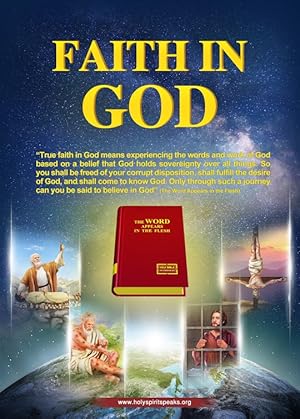 FAITH IN
GOD
“True faith in God means experiencing the words and work of God
based on a belief that God holds sovereignty over all things. So
you shall be freed of your corrupt disposition, shall fulfill the desire
of God, and shall come to know God. Only through such a journey
can you be said to believe in God” (The Word Appears in the Flesh)
THE WORD
APPEARS
IN THE FLESH
HOLY BIBLE
www.holyspiritspeaks.org